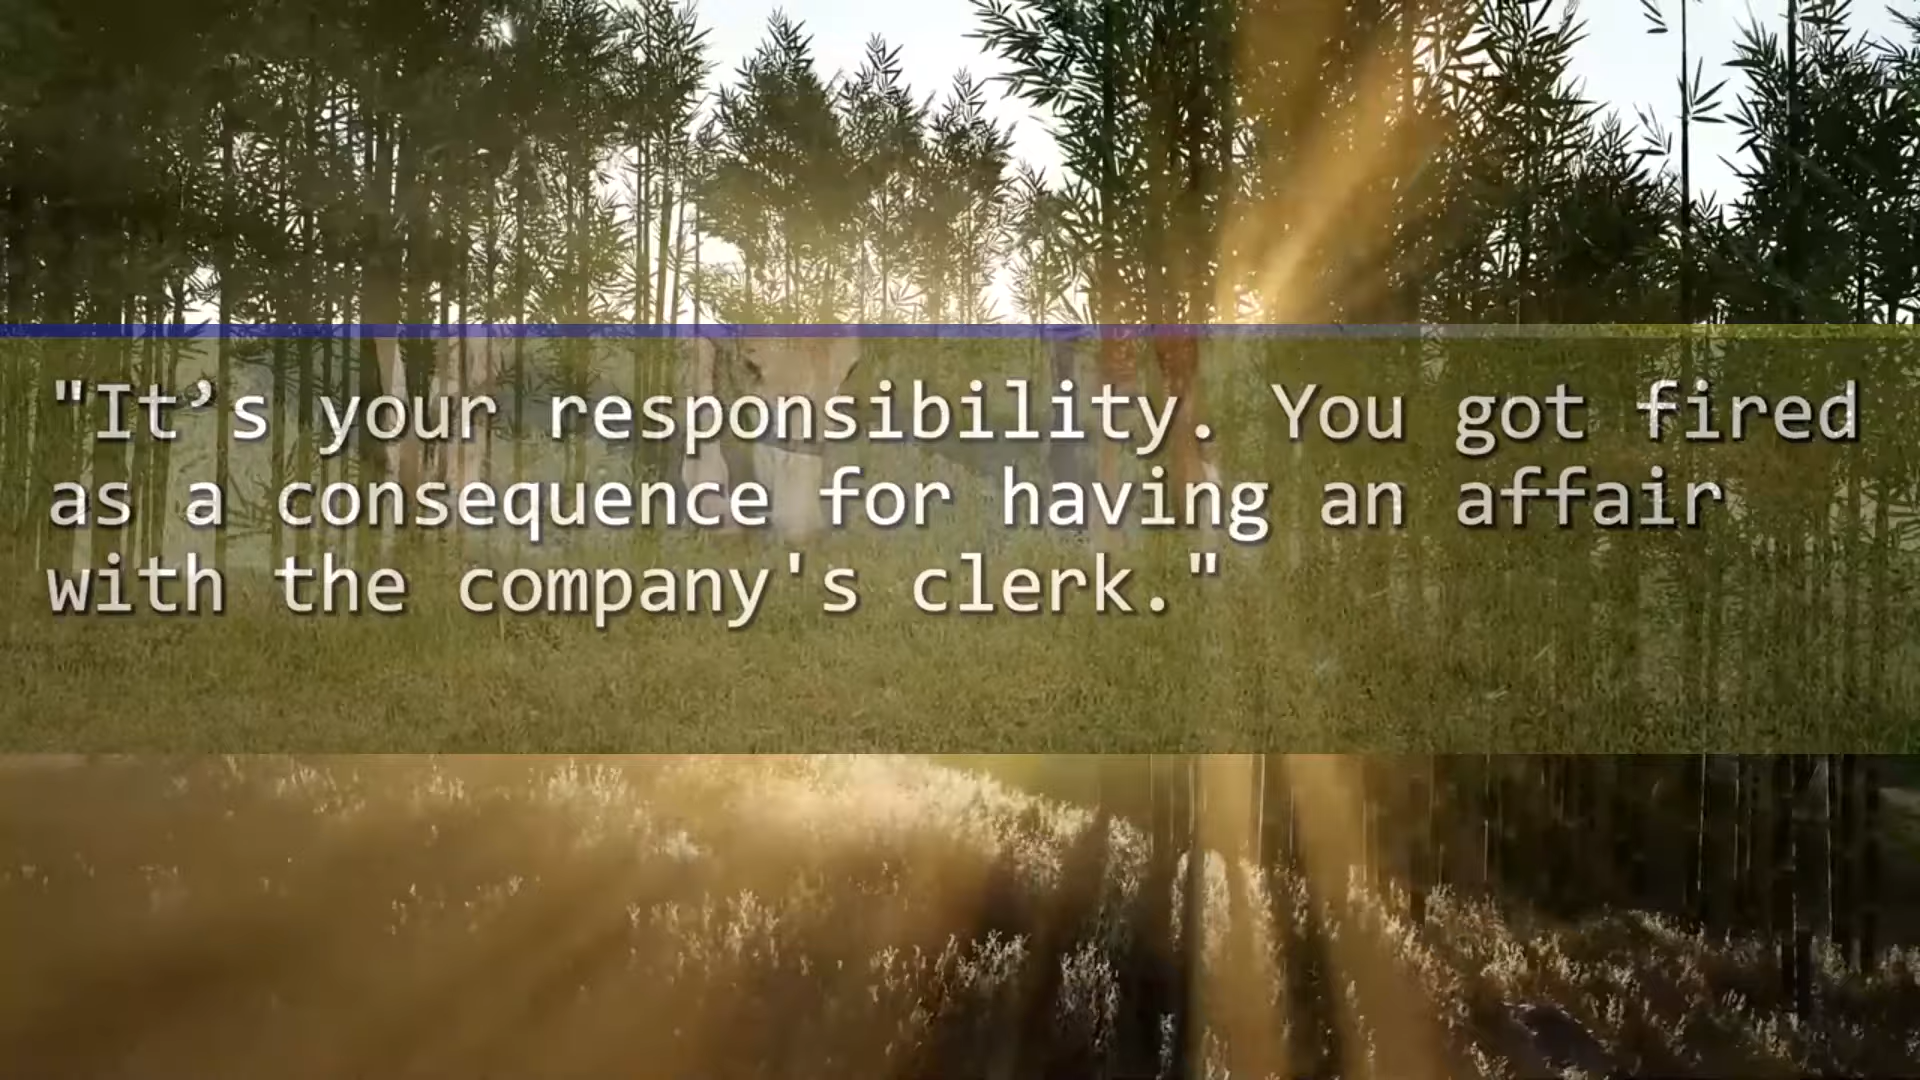 "It’s your responsibility. You got fired
as a consequence for having an affair
with the company's clerk."